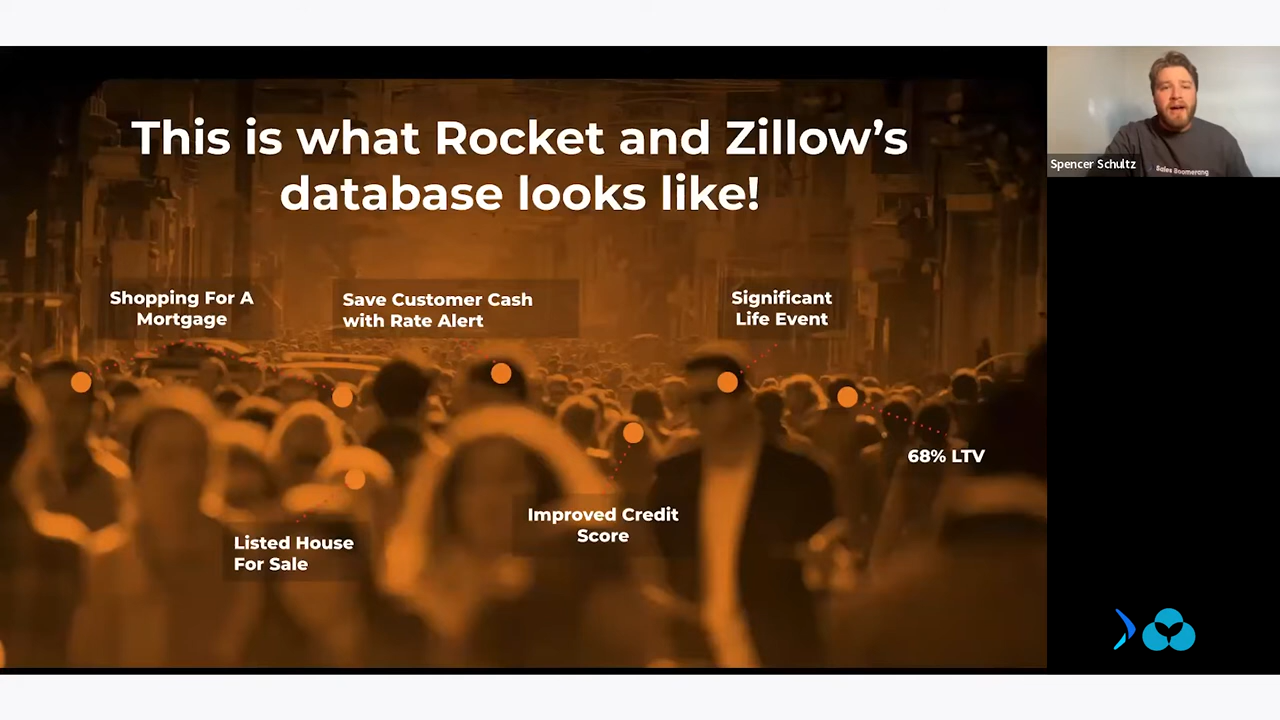 This is what Rocket and Zillow’s
database looks like!
Shopping For A
Mortgage
Save Customer Cash
with Rate Alert
Significant
Life Event
68% LTV
Improved Credit
Score
Listed House
For Sale
Spencer Schultz
Sales Boomerang